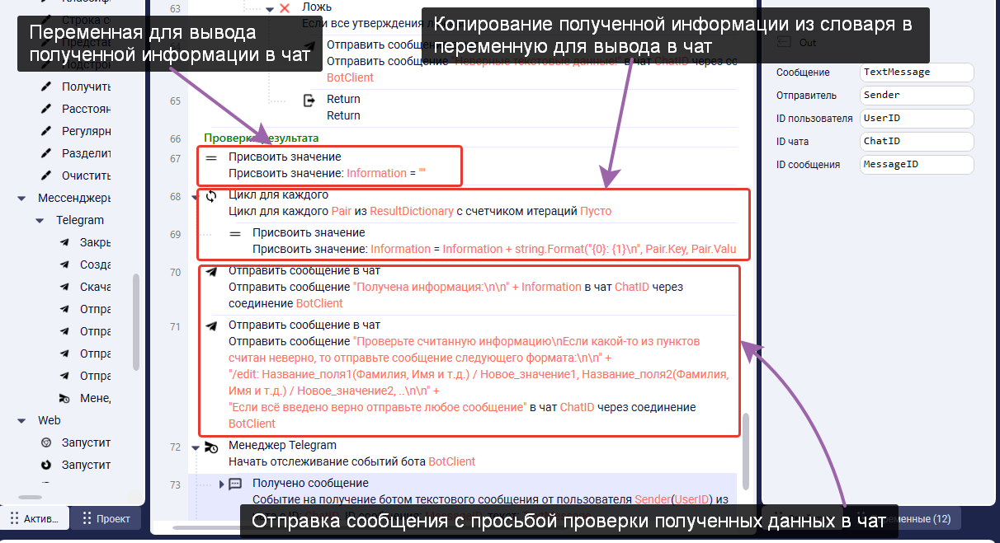 Переменная для вывода
полученной информации в чат
Копирование полученной информации из словаря в
переменную для вывода в чат
Строка с
Получить
Расстоян
Регулярн
Разделит
Очистить
Мессенджеры
Telegram
Закры
Созда
Скача
Отпра
Отпра
Отпра
Отпра
Мене,
Web
Запустит
Запустит
Актив...
Проект
63
Ложь
Если все утверждения л
Отправить сообщен
Отправить сообщение "Неверные текстовые данные!" в чат ChatID через со
BotClient
65
Return
Return
66
Проверка результата
67
Присвоить значение
Присвоить значение: Information = ""
68
Цикл для каждого
Цикл для каждого Pair из ResultDictionary с счетчиком итераций Пусто
69
Присвоить значение
Присвоить значение: Information = Information + string.Format("{0}: {1}\n", Pair.Key, Pair.Valu
70
Отправить сообщение в чат
Отправить сообщение "Получена информация:\n\n" + Information в чат ChatID через
соединение BotClient
71
Отправить сообщение в чат
Отправить сообщение "Проверьте считанную информацию\nЕсли какой-то из пунктов
считан неверно, то отправьте сообщение следующего формата:\n\n" +
"/edit: Название_поля1(Фамилия, Имя и т.д.) / Новое_значение1, Название_поля2(Фамилия,
Имя и т.д.) / Новое_значение2, ..\n\n" +
"Если всё введено верно отправьте любое сообщение" в чат ChatID через соединение
BotClient
72
Менеджер Telegram
Начать отслеживание событий бота BotClient
73
Получено сообщение
Событие на получение ботом текстового сообщения от пользователя Sender(UserID) из
Отправка сообщения с просьбой проверки полученных данных в чат
Out
Сообщение TextMessage
Отправитель Sender
ID пользователя UserID
ID чата ChatID
ID сообщения MessageID
менные (12)